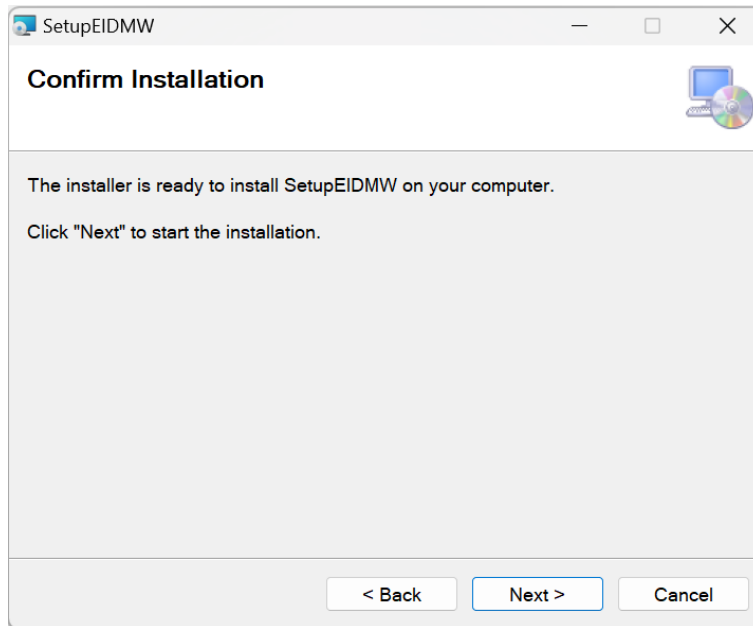 SetupEIDMW
Confirm Installation
The installer is ready to install SetupEIDMW on your computer.
Click "Next" to start the installation.
< Back
Next >
Cancel